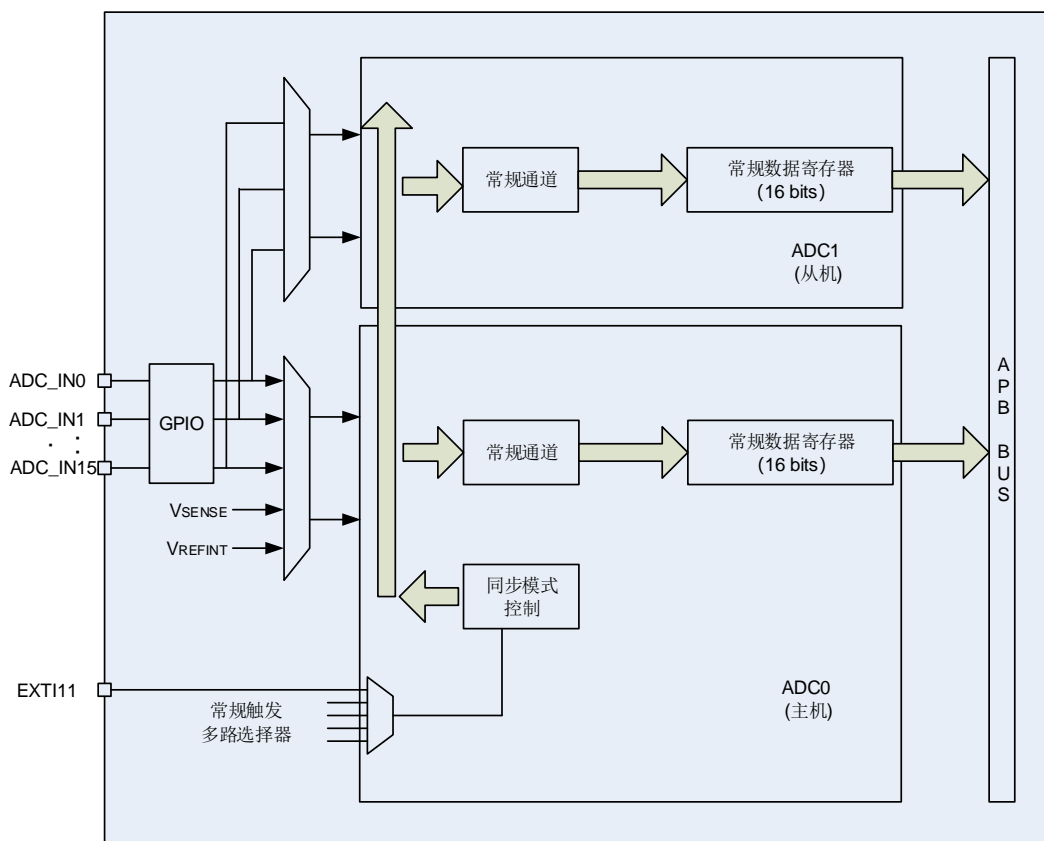 常规通道
常规数据寄存器
(16 bits)
ADC1
(从机)
ADC_IN0
ADC_IN1
ADC_IN15
GPIO
VSENSE
VREFINT
常规通道
常规数据寄存器
(16 bits)
同步模式
控制
EXTI11
常规触发
多路选择器
ADC0
(主机)
APB BUS